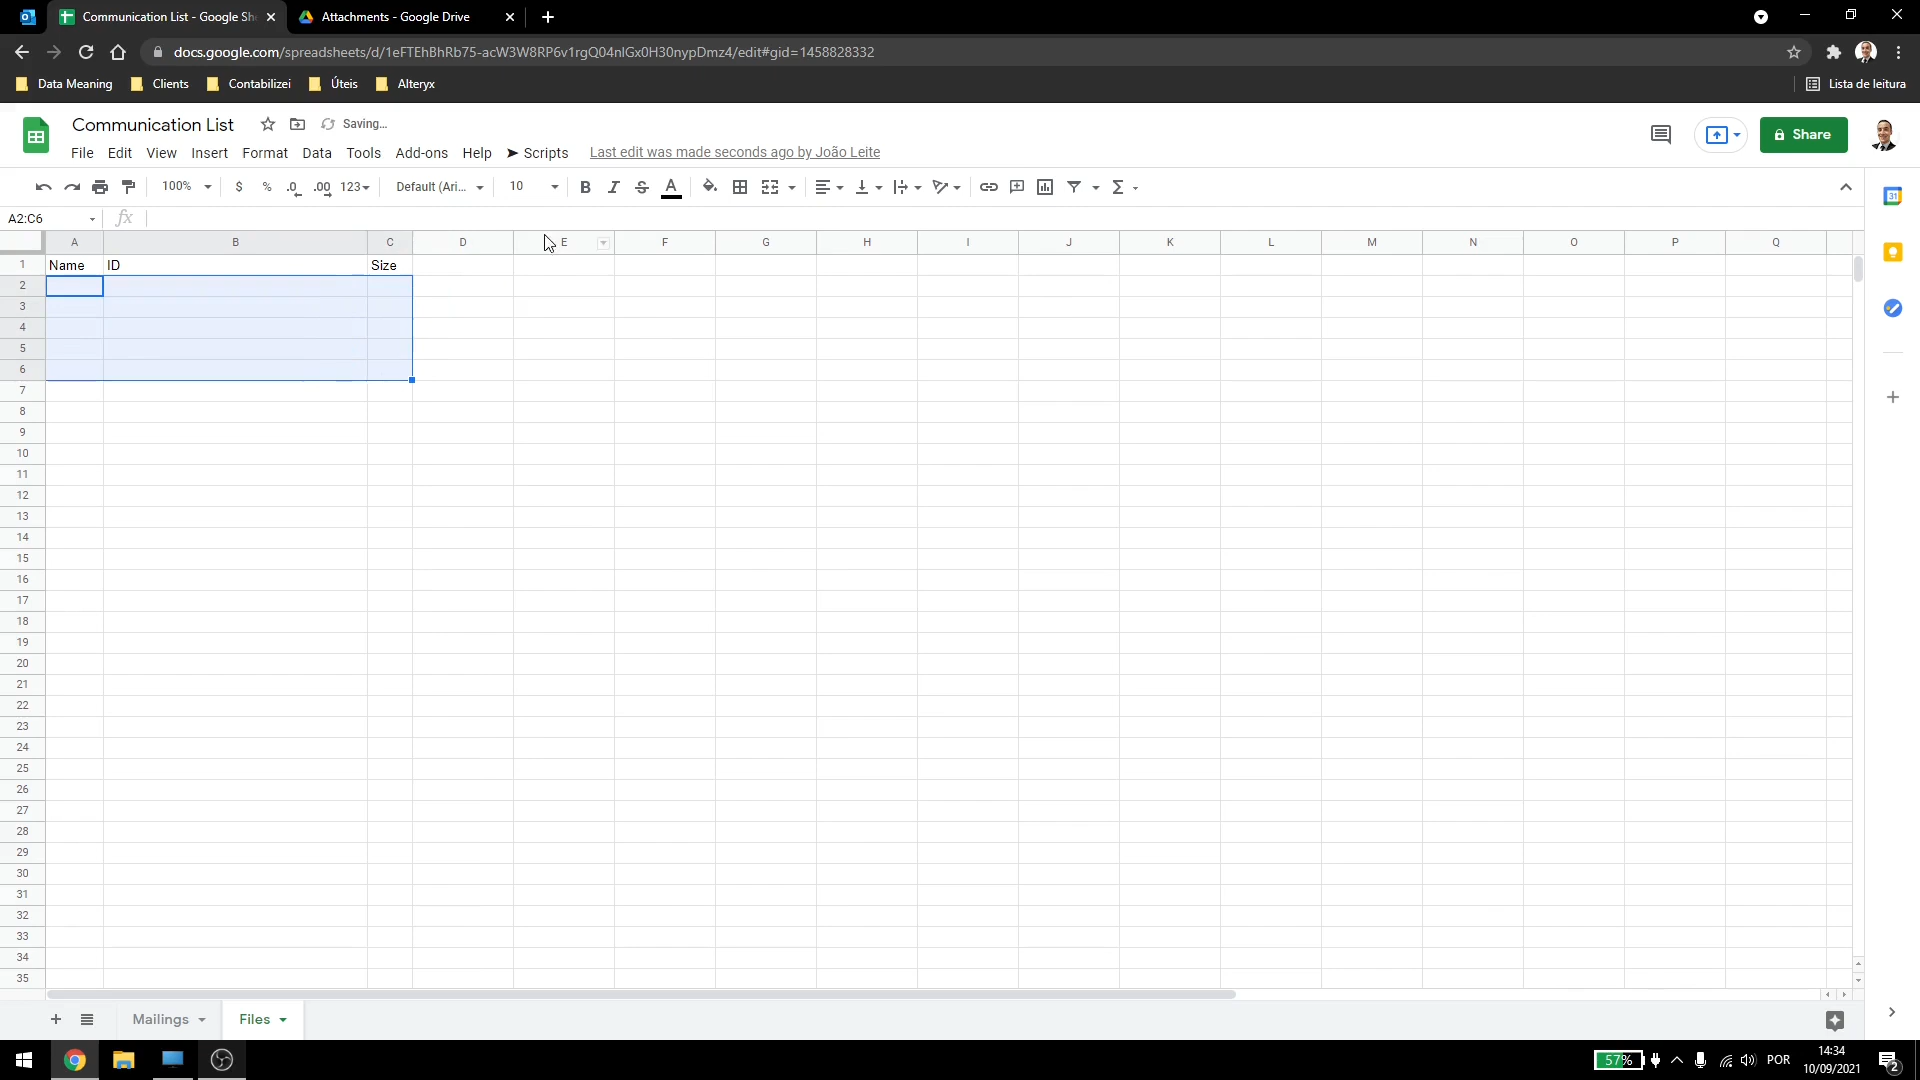 Communication List - Google Sh
Attachments - Google Drive
docs.google.com/spreadsheets/d/1eFTEhBhRb75-acW3W8RP6v1rgQ04nlGx0H30nypDmz4/edit#gid=1458828332
Data Meaning
Clients
Contabilizei
Úteis
Alteryx
Lista de leitura
Communication List
Saving...
Share
File Edit View Insert Format Data Tools Add-ons Help Scripts
Last edit was made seconds ago by João Leite
100%
$ % .0 .00 123
Default (Ari...
10
B I S A
A2:C6
fx
A B C D E F G H I J K L M N O P Q
1 Name ID Size
2
3
4
5
6
7
8
9
10
11
12
13
14
15
16
17
18
19
20
21
22
23
24
25
26
27
28
29
30
31
32
33
34
35
Mailings
Files
57%
POR
14:34
10/09/2021
2
31